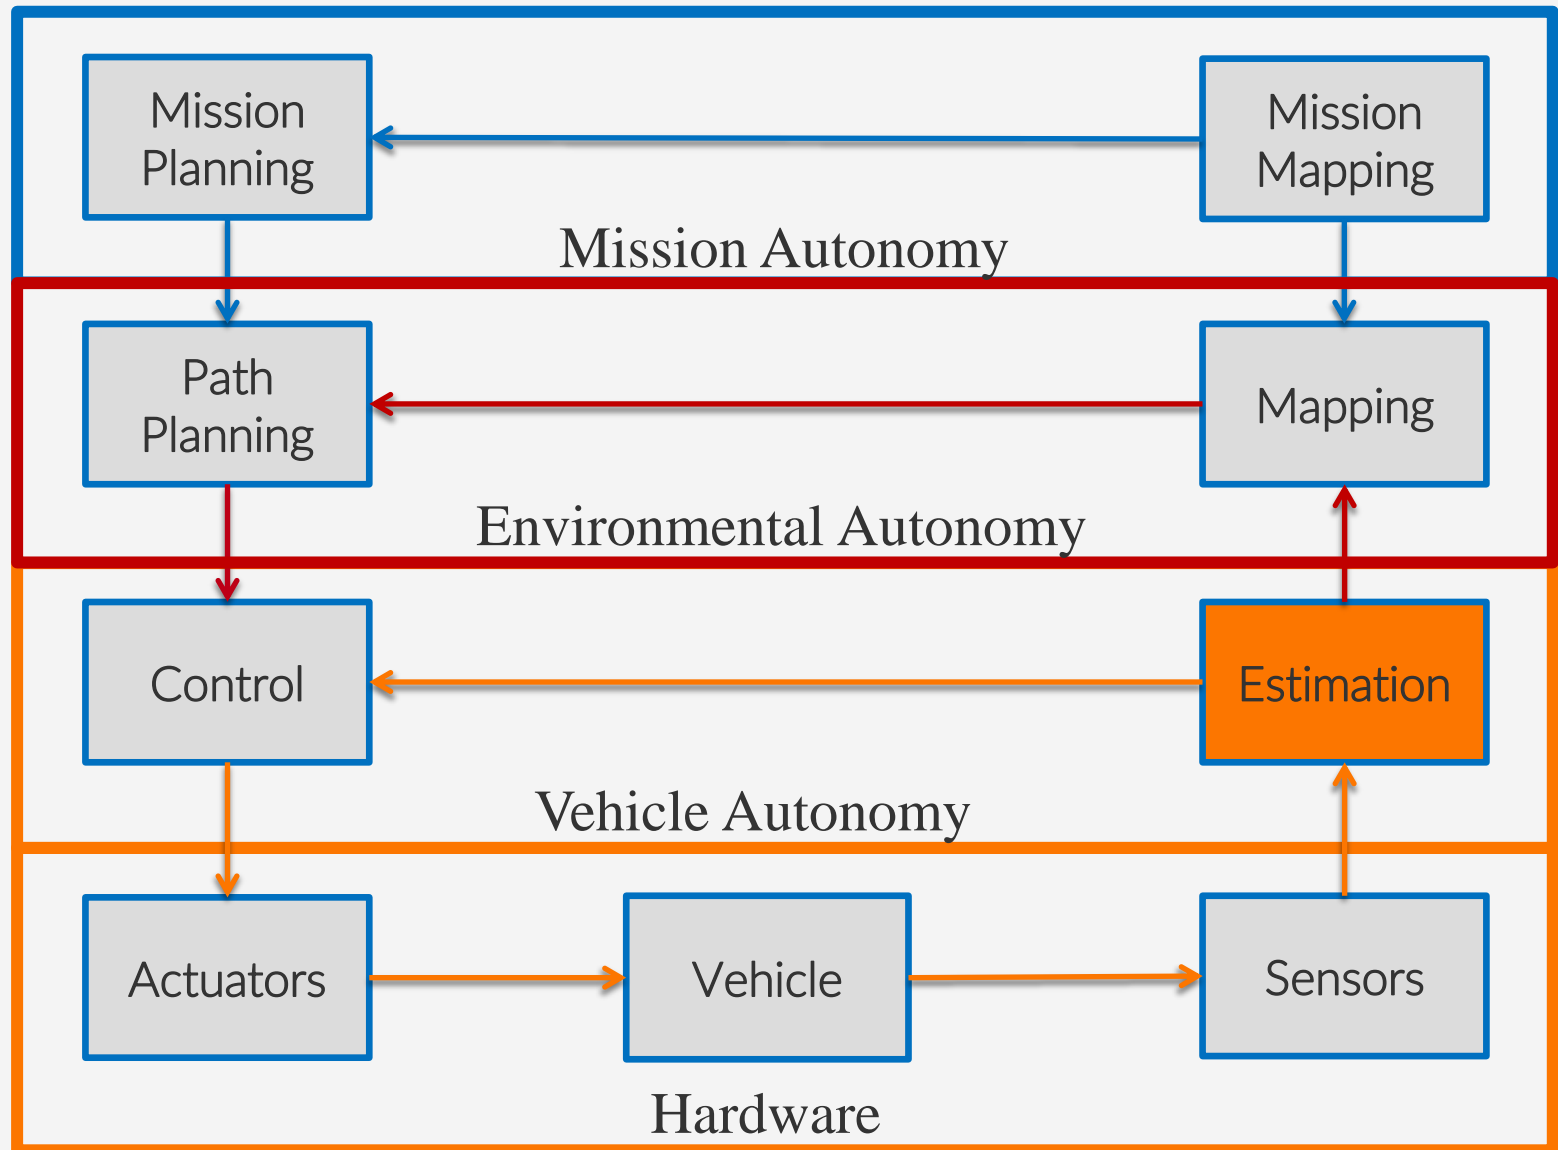 Mission
Planning
Mission
Mapping
Mission Autonomy
Path
Planning
Mapping
Environmental Autonomy
Control
Estimation
Vehicle Autonomy
Actuators
Vehicle
Sensors
Hardware